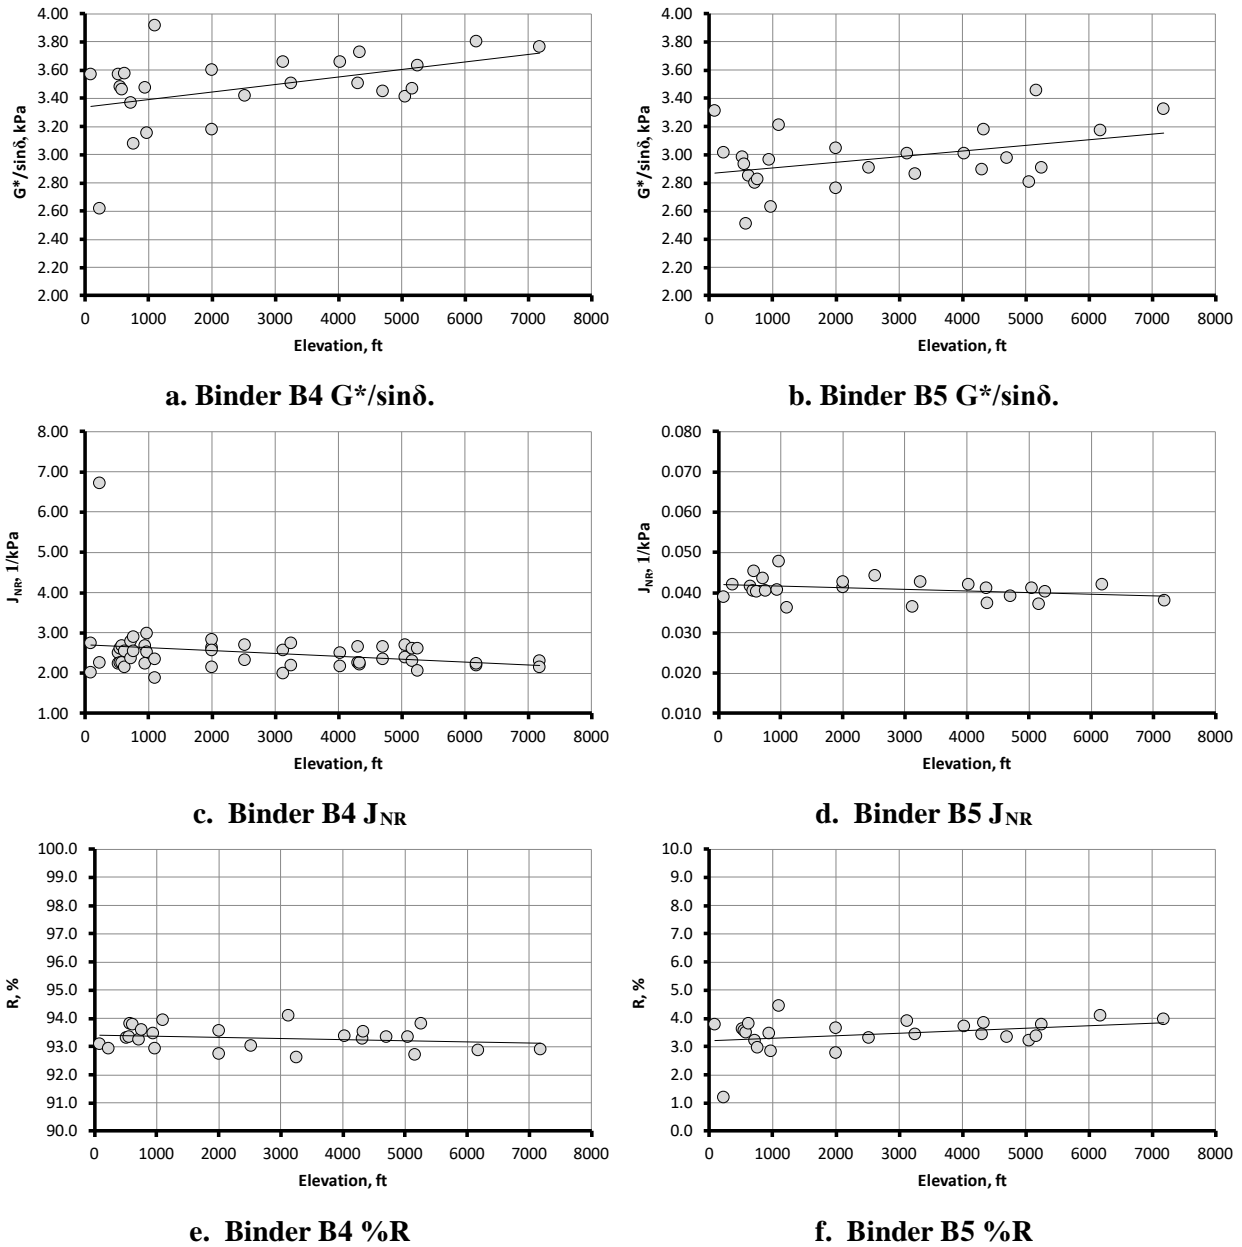 4.00
3.80
3.60
3.40
3.20
3.00
2.80
2.60
2.40
2.20
2.00
G*/sinδ, kPa
0 1000 2000 3000 4000 5000 6000 7000 8000
Elevation, ft
a. Binder B4 G*/sinδ.
4.00
3.80
3.60
3.40
3.20
3.00
2.80
2.60
2.40
2.20
2.00
G*/sinδ, kPa
0 1000 2000 3000 4000 5000 6000 7000 8000
Elevation, ft
b. Binder B5 G*/sinδ.
8.00
7.00
6.00
5.00
4.00
3.00
2.00
1.00
JNR, 1/kPa
0 1000 2000 3000 4000 5000 6000 7000 8000
Elevation, ft
c. Binder B4 JNR
0.080
0.070
0.060
0.050
0.040
0.030
0.020
0.010
JNR, 1/kPa
0 1000 2000 3000 4000 5000 6000 7000 8000
Elevation, ft
d. Binder B5 JNR
100.0
99.0
98.0
97.0
96.0
95.0
94.0
93.0
92.0
91.0
90.0
R, %
0 1000 2000 3000 4000 5000 6000 7000 8000
Elevation, ft
e. Binder B4 %R
10.0
9.0
8.0
7.0
6.0
5.0
4.0
3.0
2.0
1.0
0.0
R, %
0 1000 2000 3000 4000 5000 6000 7000 8000
Elevation, ft
f. Binder B5 %R